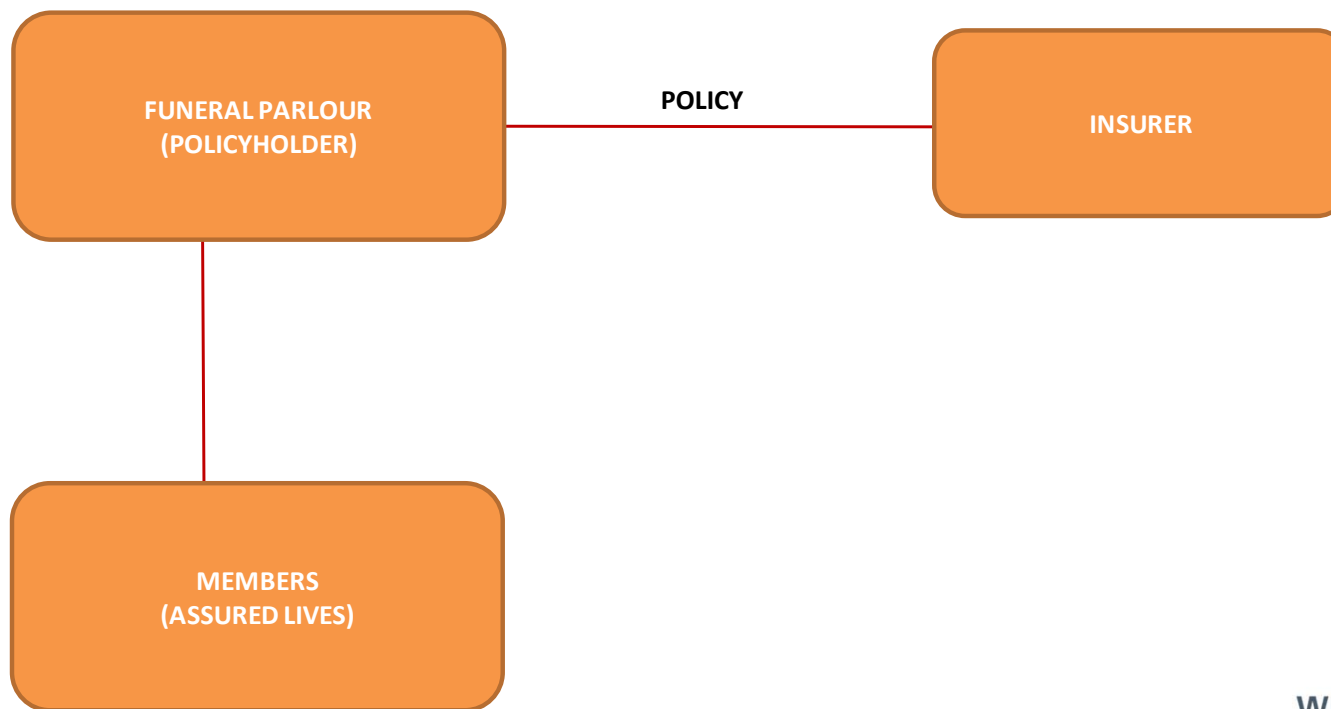 FUNERAL PARLOUR
(POLICYHOLDER)
POLICY
INSURER
MEMBERS
(ASSURED LIVES)
W